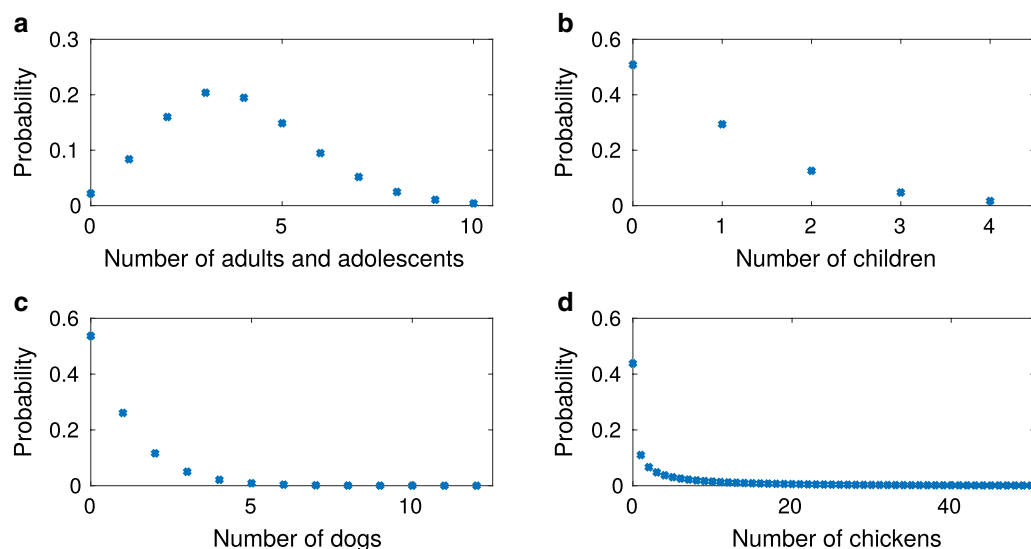 a
0.3
0.2
0.1
0
Probability
0 5 10
Number of adults and adolescents
b
0.6
0.4
0.2
0
Probability
0 1 2 3 4
Number of children
c
0.6
0.4
0.2
0
Probability
0 5 10
Number of dogs
d
0.6
0.4
0.2
0
Probability
0 20 40
Number of chickens